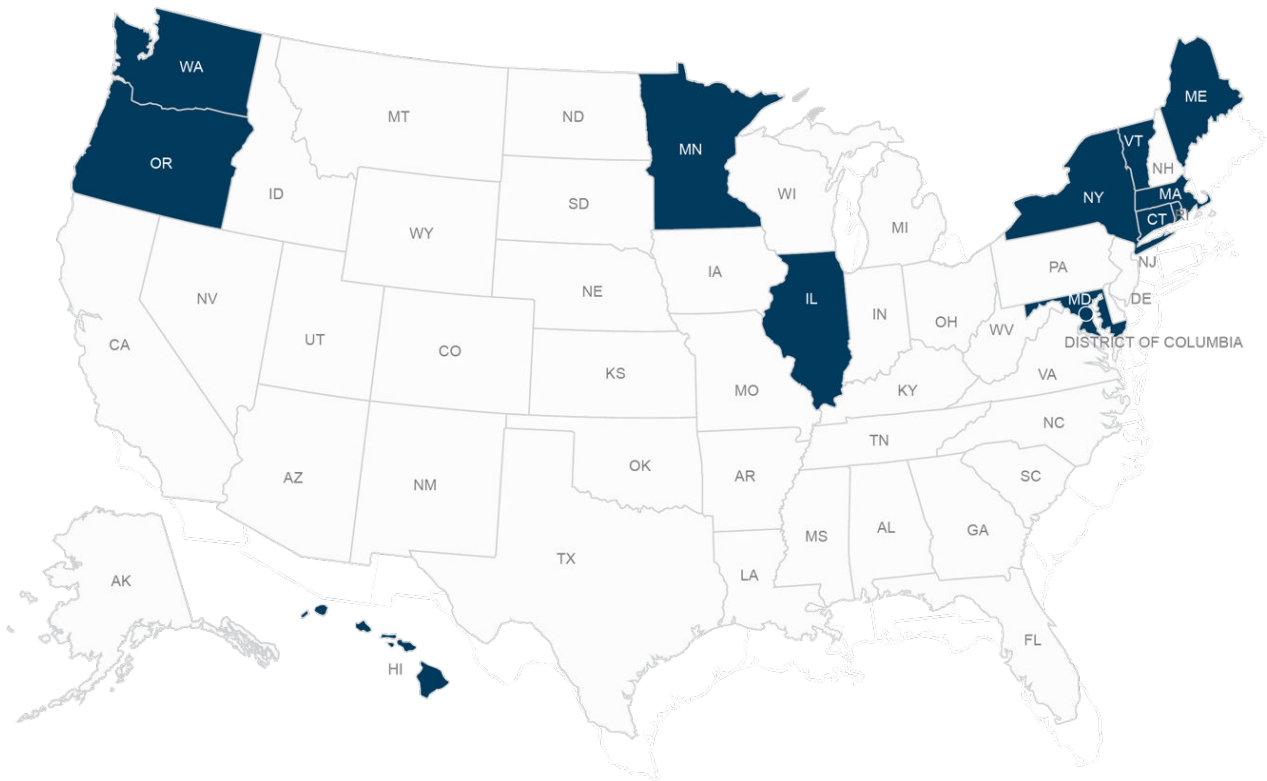 WA
MT
ND
MN
ME
OR
ID
SD
WI
VT
NH
WY
MI
NY
MA
CT
RI
IA
NE
PA
NJ
NV
UT
CO
IL
IN
OH
MD
DE
WV
DISTRICT OF COLUMBIA
CA
KS
MO
KY
VA
AZ
NM
OK
AR
TN
NC
SC
TX
LA
MS
AL
GA
AK
HI
FL